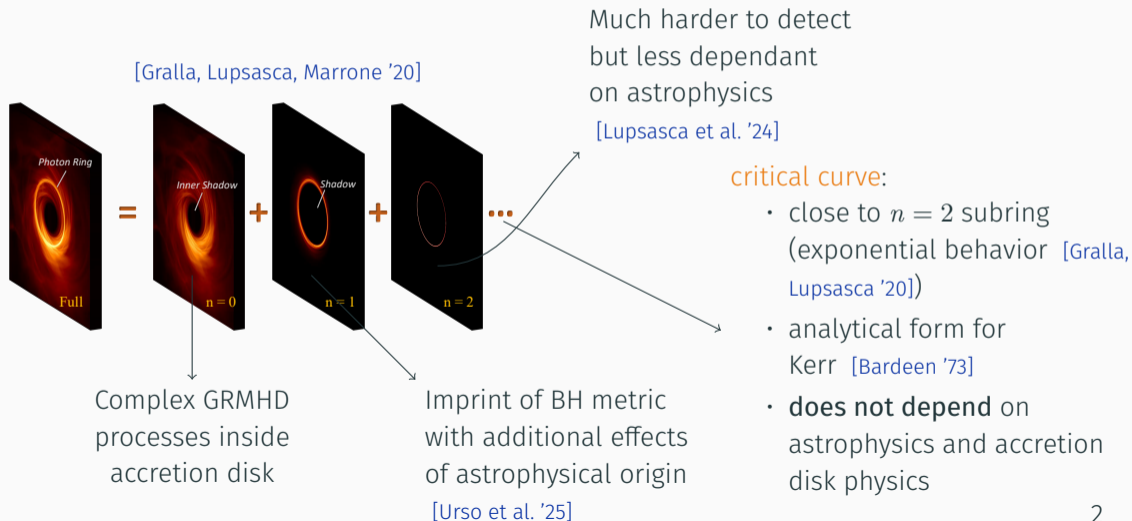 Much harder to detect
but less dependant
on astrophysics
[Lupsasca et al. '24]
[Gralla, Lupsasca, Marrone '20]
Photon Ring
Full
=
Inner Shadow
n = 0
+
Shadow
n = 1
+
n = 2
...
critical curve:
• close to n = 2 subring
(exponential behavior [Gralla,
Lupsasca '20])
• analytical form for
Kerr [Bardeen '73]
• does not depend on
astrophysics and accretion
disk physics
Complex GRMHD
processes inside
accretion disk
Imprint of BH metric
with additional effects
of astrophysical origin
[Urso et al. '25]
2